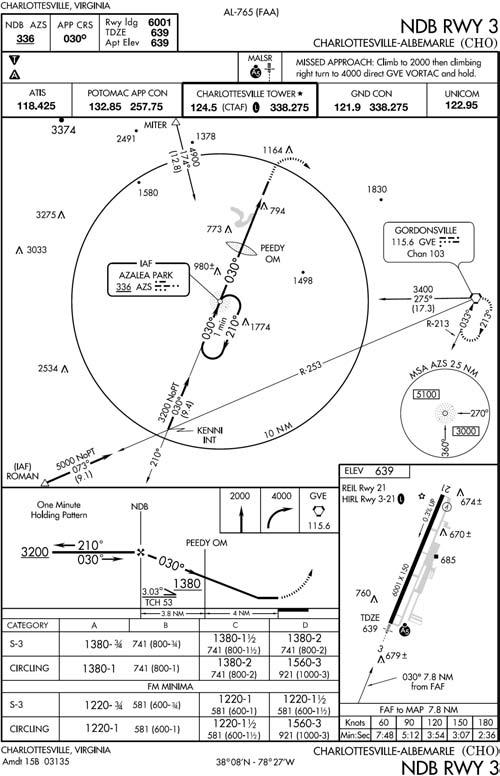 CHARLOTTESVILLE, VIRGINIA
AL-765 (FAA)
NDB AZS
336
APP CRS
030°
Rwy ldg 6001
TDZE 639
Apt Elev 639
NDB RWY 3
CHARLOTTESVILLE-ALBEMARLE (CHO)
T
A
MALSR
A5
MISSED APPROACH: Climb to 2000 then climbing
right turn to 4000 direct GVE VORTAC and hold.
ATIS
118.425
POTOMAC APP CON
132.85 257.75
CHARLOTTESVILLE TOWER★
124.5 (CTAF) L 338.275
GND CON
121.9 338.275
UNICOM
122.95
3374
2491
MITER
4900
174°
(12.8)
1378
1164
1580
1830
3275
3033
773
794
PEEDY
OM
GORDONSVILLE
115.6 GVE
Chan 103
IAF
AZALEA PARK
336 AZS
980±
030°
1498
3400
275°
(17.3)
033°
213°
R-213
030°
1 min
210°
1774
2534
R-253
MSA AZS 25 NM
5100
270°
3000
360°
3200 NoPT
030°
(9.4)
KENNI
INT
10 NM
210°
(IAF)
ROMAN
5000 NoPT
073°
(9.1)
ELEV 639
REIL Rwy 21
HIRL Rwy 3-21 L
21
674±
0.3% UP
670±
685
6001 X 150
760
TDZE
639
A5
3
679±
030° 7.8 NM
from FAF
One Minute
Holding Pattern
NDB
2000
4000
GVE
115.6
PEEDY OM
3200
210°
030°
030°
1380
3.03°
TCH 53
3.8 NM
4 NM
CATEGORY A B C D
S-3 1380-¾ 741 (800-¾) 1380-1½ 741 (800-1½) 1380-2 741 (800-2)
CIRCLING 1380-1 741 (800-1) 1380-2 741 (800-2) 1560-3 921 (1000-3)
FM MINIMA
S-3 1220-¾ 581 (600-¾) 1220-1 581 (600-1) 1220-1½ 581 (600-1½)
CIRCLING 1220-1 581 (600-1) 1220-1½ 581 (600-1½) 1560-3 921 (1000-3)
FAF to MAP 7.8 NM
Knots 60 90 120 150 180
Min:Sec 7:48 5:12 3:54 3:07 2:36
CHARLOTTESVILLE, VIRGINIA
Amdt 15B 03135
38°08'N - 78°27'W
CHARLOTTESVILLE-ALBEMARLE (CHO)
NDB RWY 3